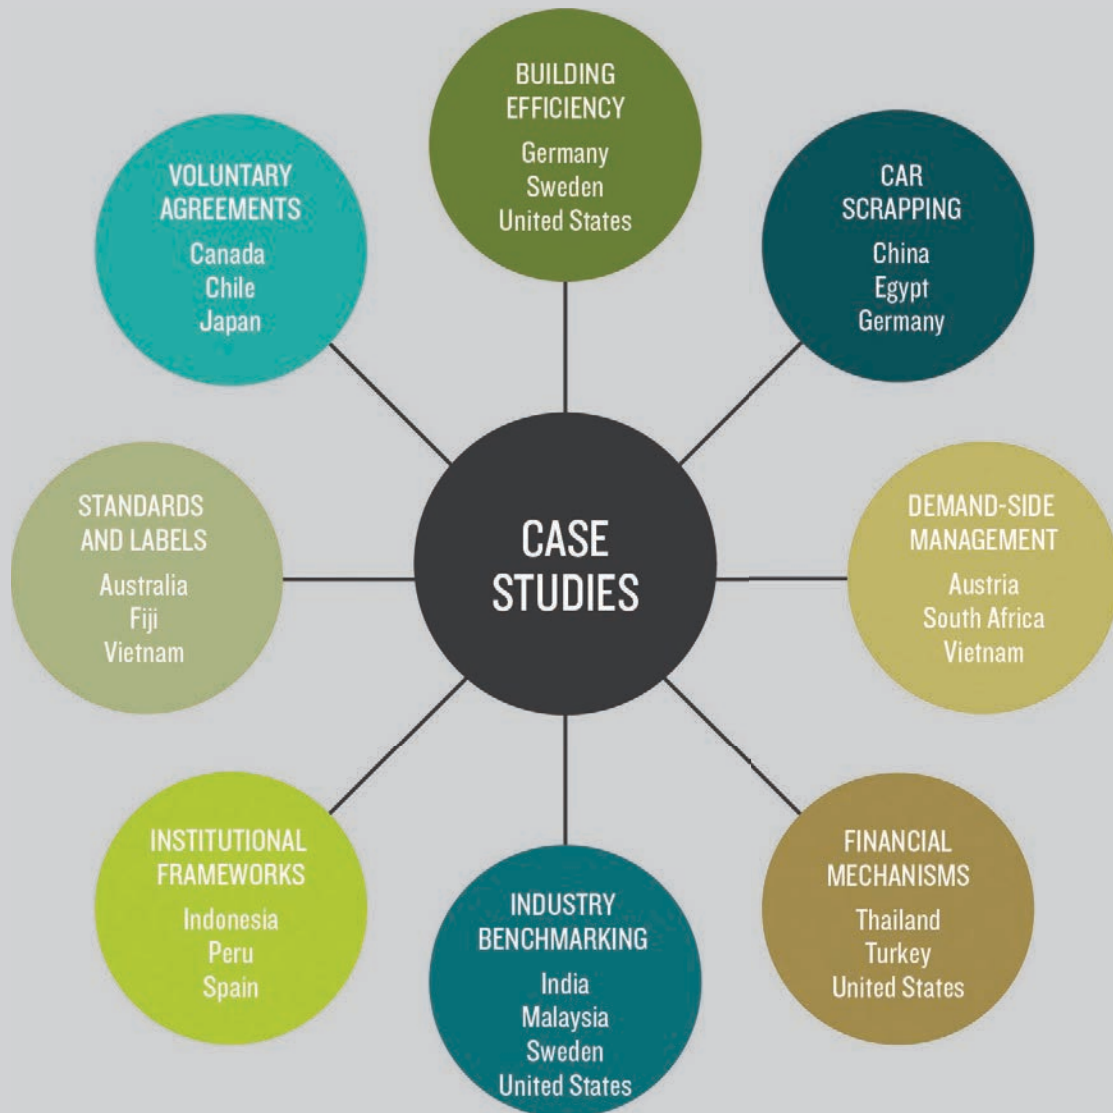 BUILDING
EFFICIENCY
Germany
Sweden
United States
CAR
SCRAPPING
China
Egypt
Germany
DEMAND-SIDE
MANAGEMENT
Austria
South Africa
Vietnam
FINANCIAL
MECHANISMS
Thailand
Turkey
United States
INDUSTRY
BENCHMARKING
India
Malaysia
Sweden
United States
INSTITUTIONAL
FRAMEWORKS
Indonesia
Peru
Spain
STANDARDS
AND LABELS
Australia
Fiji
Vietnam
VOLUNTARY
AGREEMENTS
Canada
Chile
Japan
CASE
STUDIES